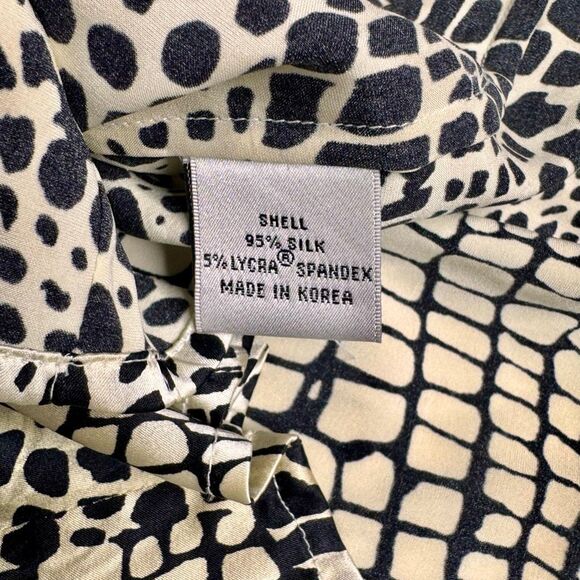 SHELL
95% SILK
5% LYCRA® SPANDEX
MADE IN KOREA